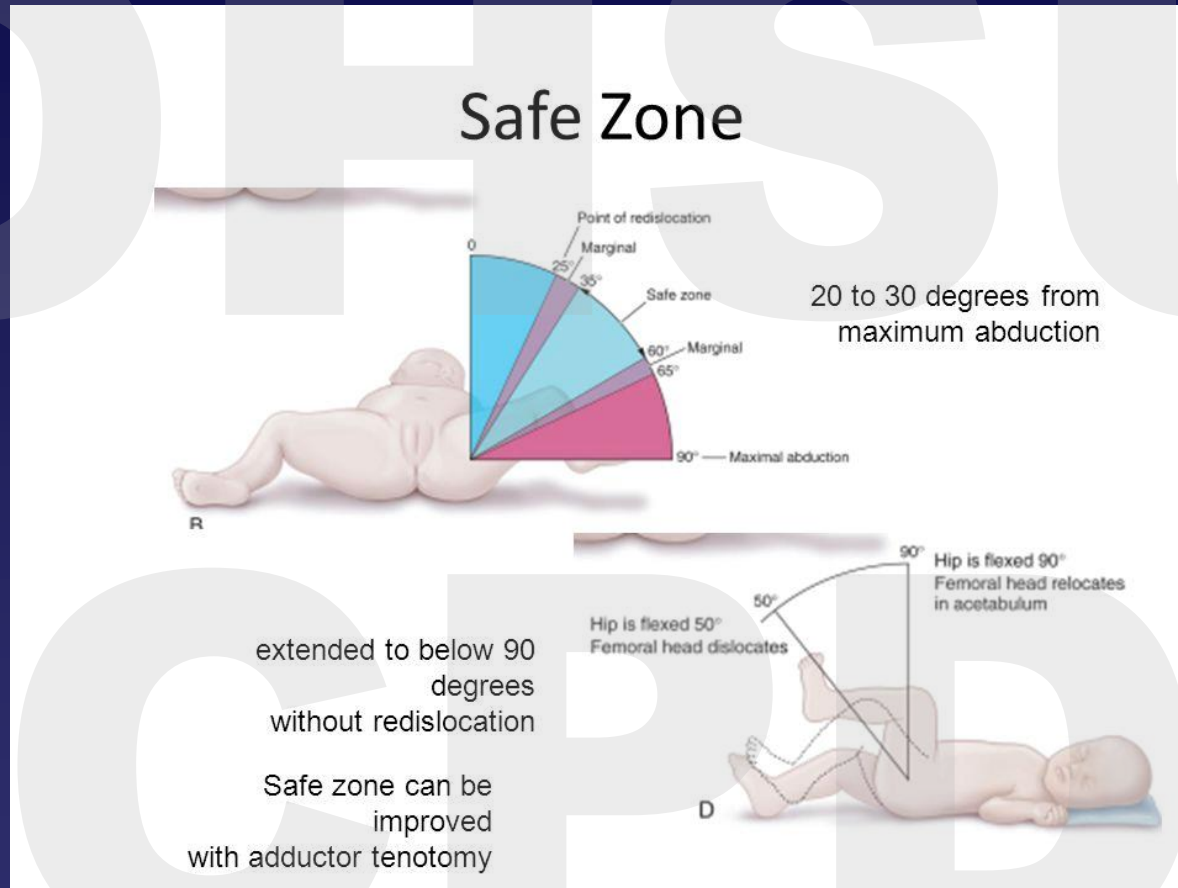 Safe Zone
Point of redislocation
0
Marginal
25°
35°
Safe zone
20 to 30 degrees from
maximum abduction
60°
Marginal
65°
90°
Maximal abduction
B
90°
Hip is flexed 90°
Femoral head relocates
in acetabulum
50°
Hip is flexed 50°
Femoral head dislocates
extended to below 90
degrees
without redislocation
Safe zone can be
improved
with adductor tenotomy
D